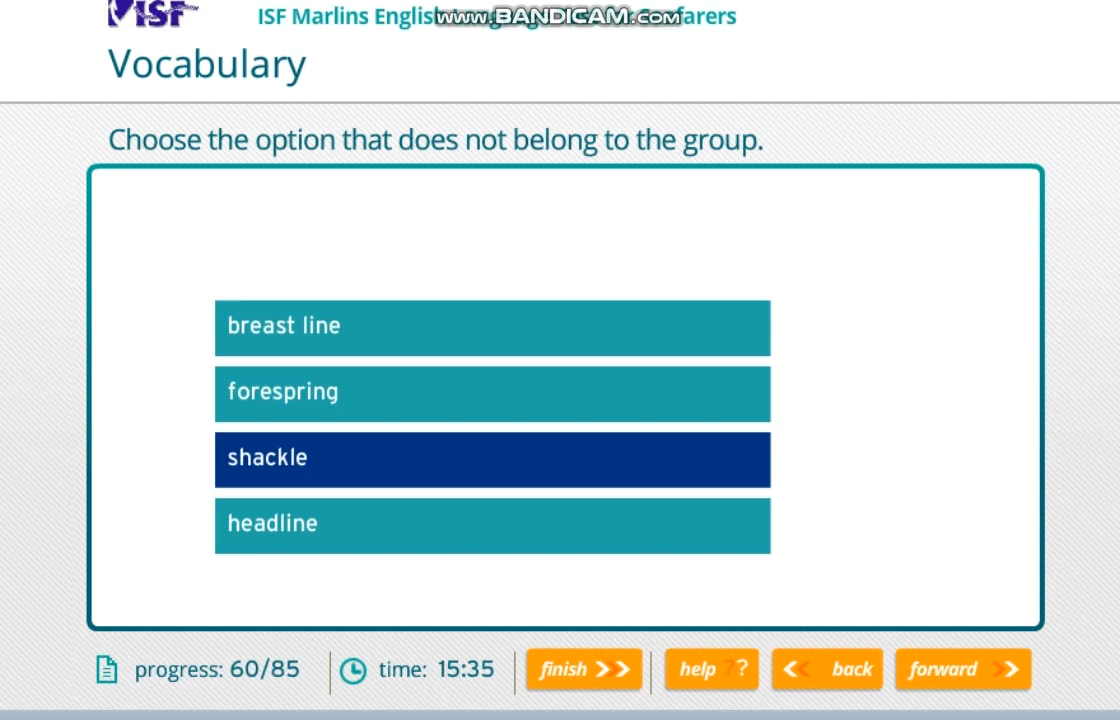 ISF
ISF Marlins English
www.BANDICAM.com
farers
Vocabulary
Choose the option that does not belong to the group.
breast line
forespring
shackle
headline
progress: 60/85
time: 15:35
finish
help ??
back
forward